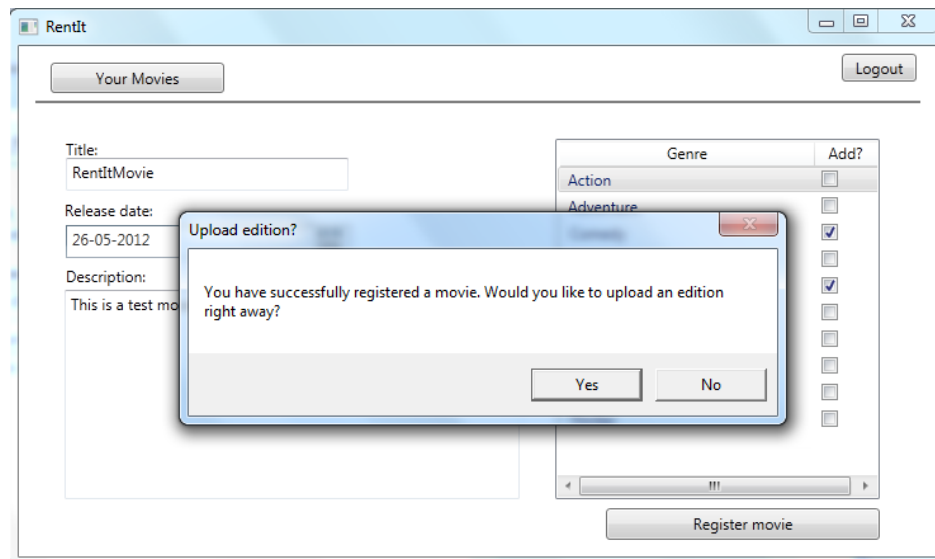 RentIt
Your Movies
Logout
Title:
RentItMovie
Release date:
26-05-2012
Description:
This is a test mo
Genre Add?
Action
Adventure
Upload edition?
You have successfully registered a movie. Would you like to upload an edition
right away?
Yes No
Register movie